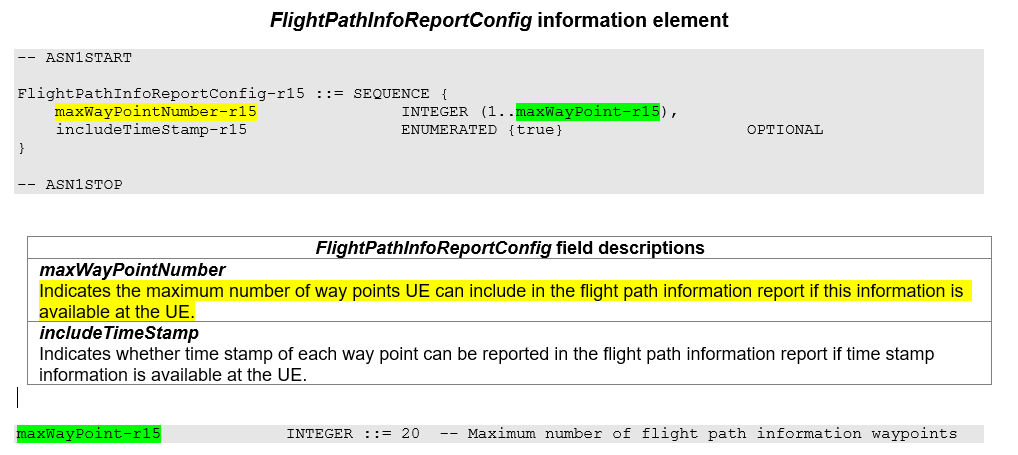 FlightPathInfoReportConfig information element
-- ASN1START
FlightPathInfoReportConfig-r15 ::= SEQUENCE {
maxWayPointNumber-r15 INTEGER (1..maxWayPoint-r15),
includeTimeStamp-r15 ENUMERATED {true} OPTIONAL
}
-- ASN1STOP
FlightPathInfoReportConfig field descriptions
maxWayPointNumber
Indicates the maximum number of way points UE can include in the flight path information report if this information is
available at the UE.
includeTimeStamp
Indicates whether time stamp of each way point can be reported in the flight path information report if time stamp
information is available at the UE.
maxWayPoint-r15 INTEGER ::= 20 -- Maximum number of flight path information waypoints